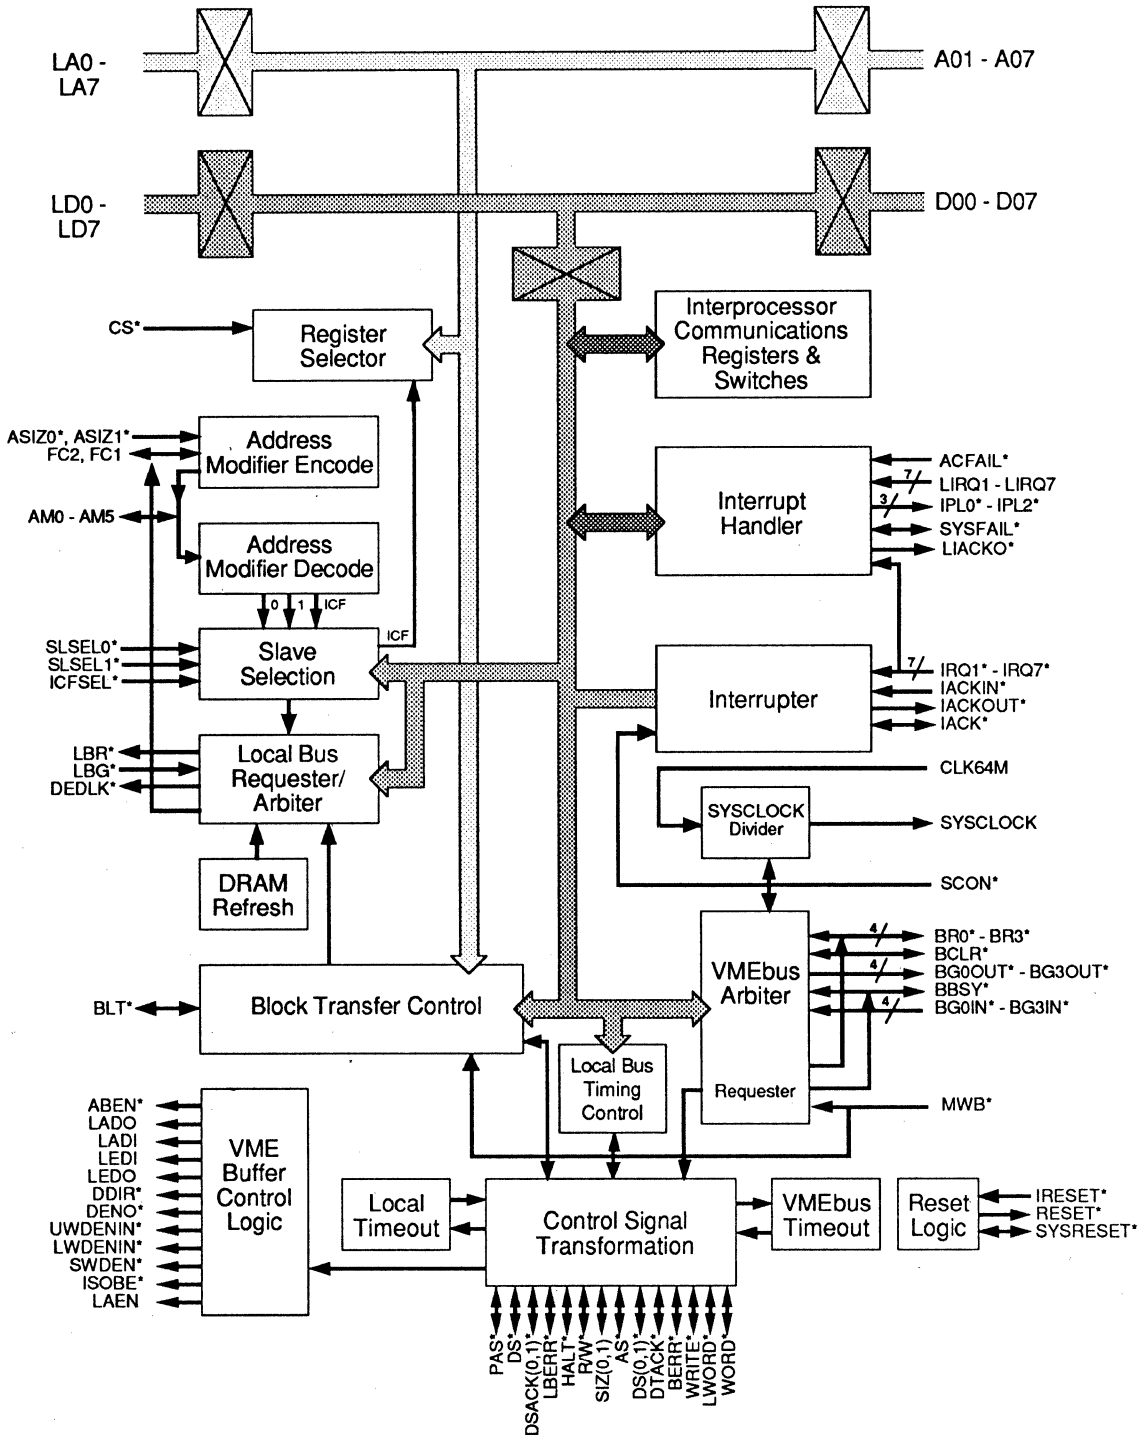 LA0 -
LA7
A01 - A07
LD0 -
LD7
D00 - D07
CS*
Register
Selector
Interprocessor
Communications
Registers &
Switches
ASIZ0*, ASIZ1*
FC2, FC1
Address
Modifier Encode
AM0 - AM5
Address
Modifier Decode
0
1
ICF
ICF
Interrupt
Handler
ACFAIL*
7
LIRQ1 - LIRQ7
3
IPL0* - IPL2*
SYSFAIL*
LIACKO*
SLSEL0*
SLSEL1*
ICFSEL*
Slave
Selection
Interrupter
7
IRQ1* - IRQ7*
IACKIN*
IACKOUT*
IACK*
LBR*
LBG*
DEDLK*
Local Bus
Requester/
Arbiter
CLK64M
SYSCLOCK
Divider
SYSCLOCK
DRAM
Refresh
SCON*
VMEbus
Arbiter
Requester
4
BR0* - BR3*
BCLR*
4
BG0OUT* - BG3OUT*
BBSY*
4
BG0IN* - BG3IN*
MWB*
BLT*
Block Transfer Control
Local Bus
Timing
Control
ABEN*
LADO
LADI
LEDI
LEDO
DDIR*
DENO*
UWDENIN*
LWDENIN*
SWDEN*
ISOBE*
LAEN
VME
Buffer
Control
Logic
Local
Timeout
Control Signal
Transformation
VMEbus
Timeout
Reset
Logic
IRESET*
RESET*
SYSRESET*
PAS*
DS*
DSACK(0,1)*
LBERR*
HALT*
R/W*
SIZ(0,1)
AS*
DS(0,1)*
DTACK*
BERR*
WRITE*
LWORD*
WORD*